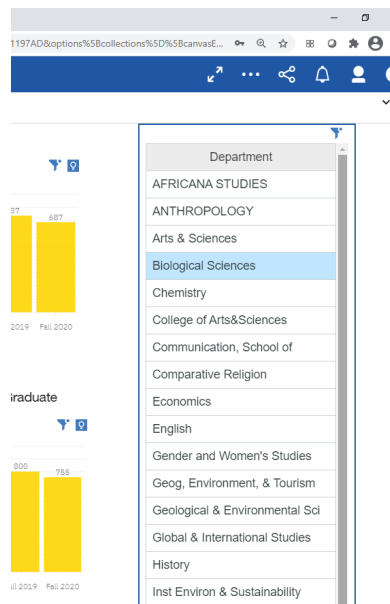 1197AD&options%5Bcollections%5D%5BcanvasE...
Department
AFRICANA STUDIES
ANTHROPOLOGY
Arts & Sciences
Biological Sciences
Chemistry
College of Arts&Sciences
Communication, School of
Comparative Religion
Economics
English
Gender and Women's Studies
Geog, Environment, & Tourism
Geological & Environmental Sci
Global & International Studies
History
Inst Environ & Sustainability
37
687
2019 Fall 2020
Graduate
800
755
all 2019 Fall 2020